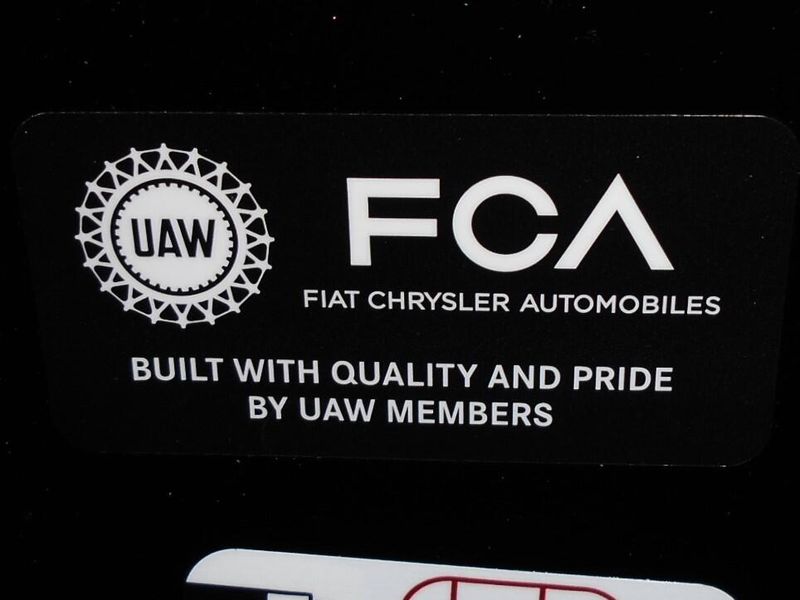 UAW
FCA
FIAT CHRYSLER AUTOMOBILES
BUILT WITH QUALITY AND PRIDE
BY UAW MEMBERS